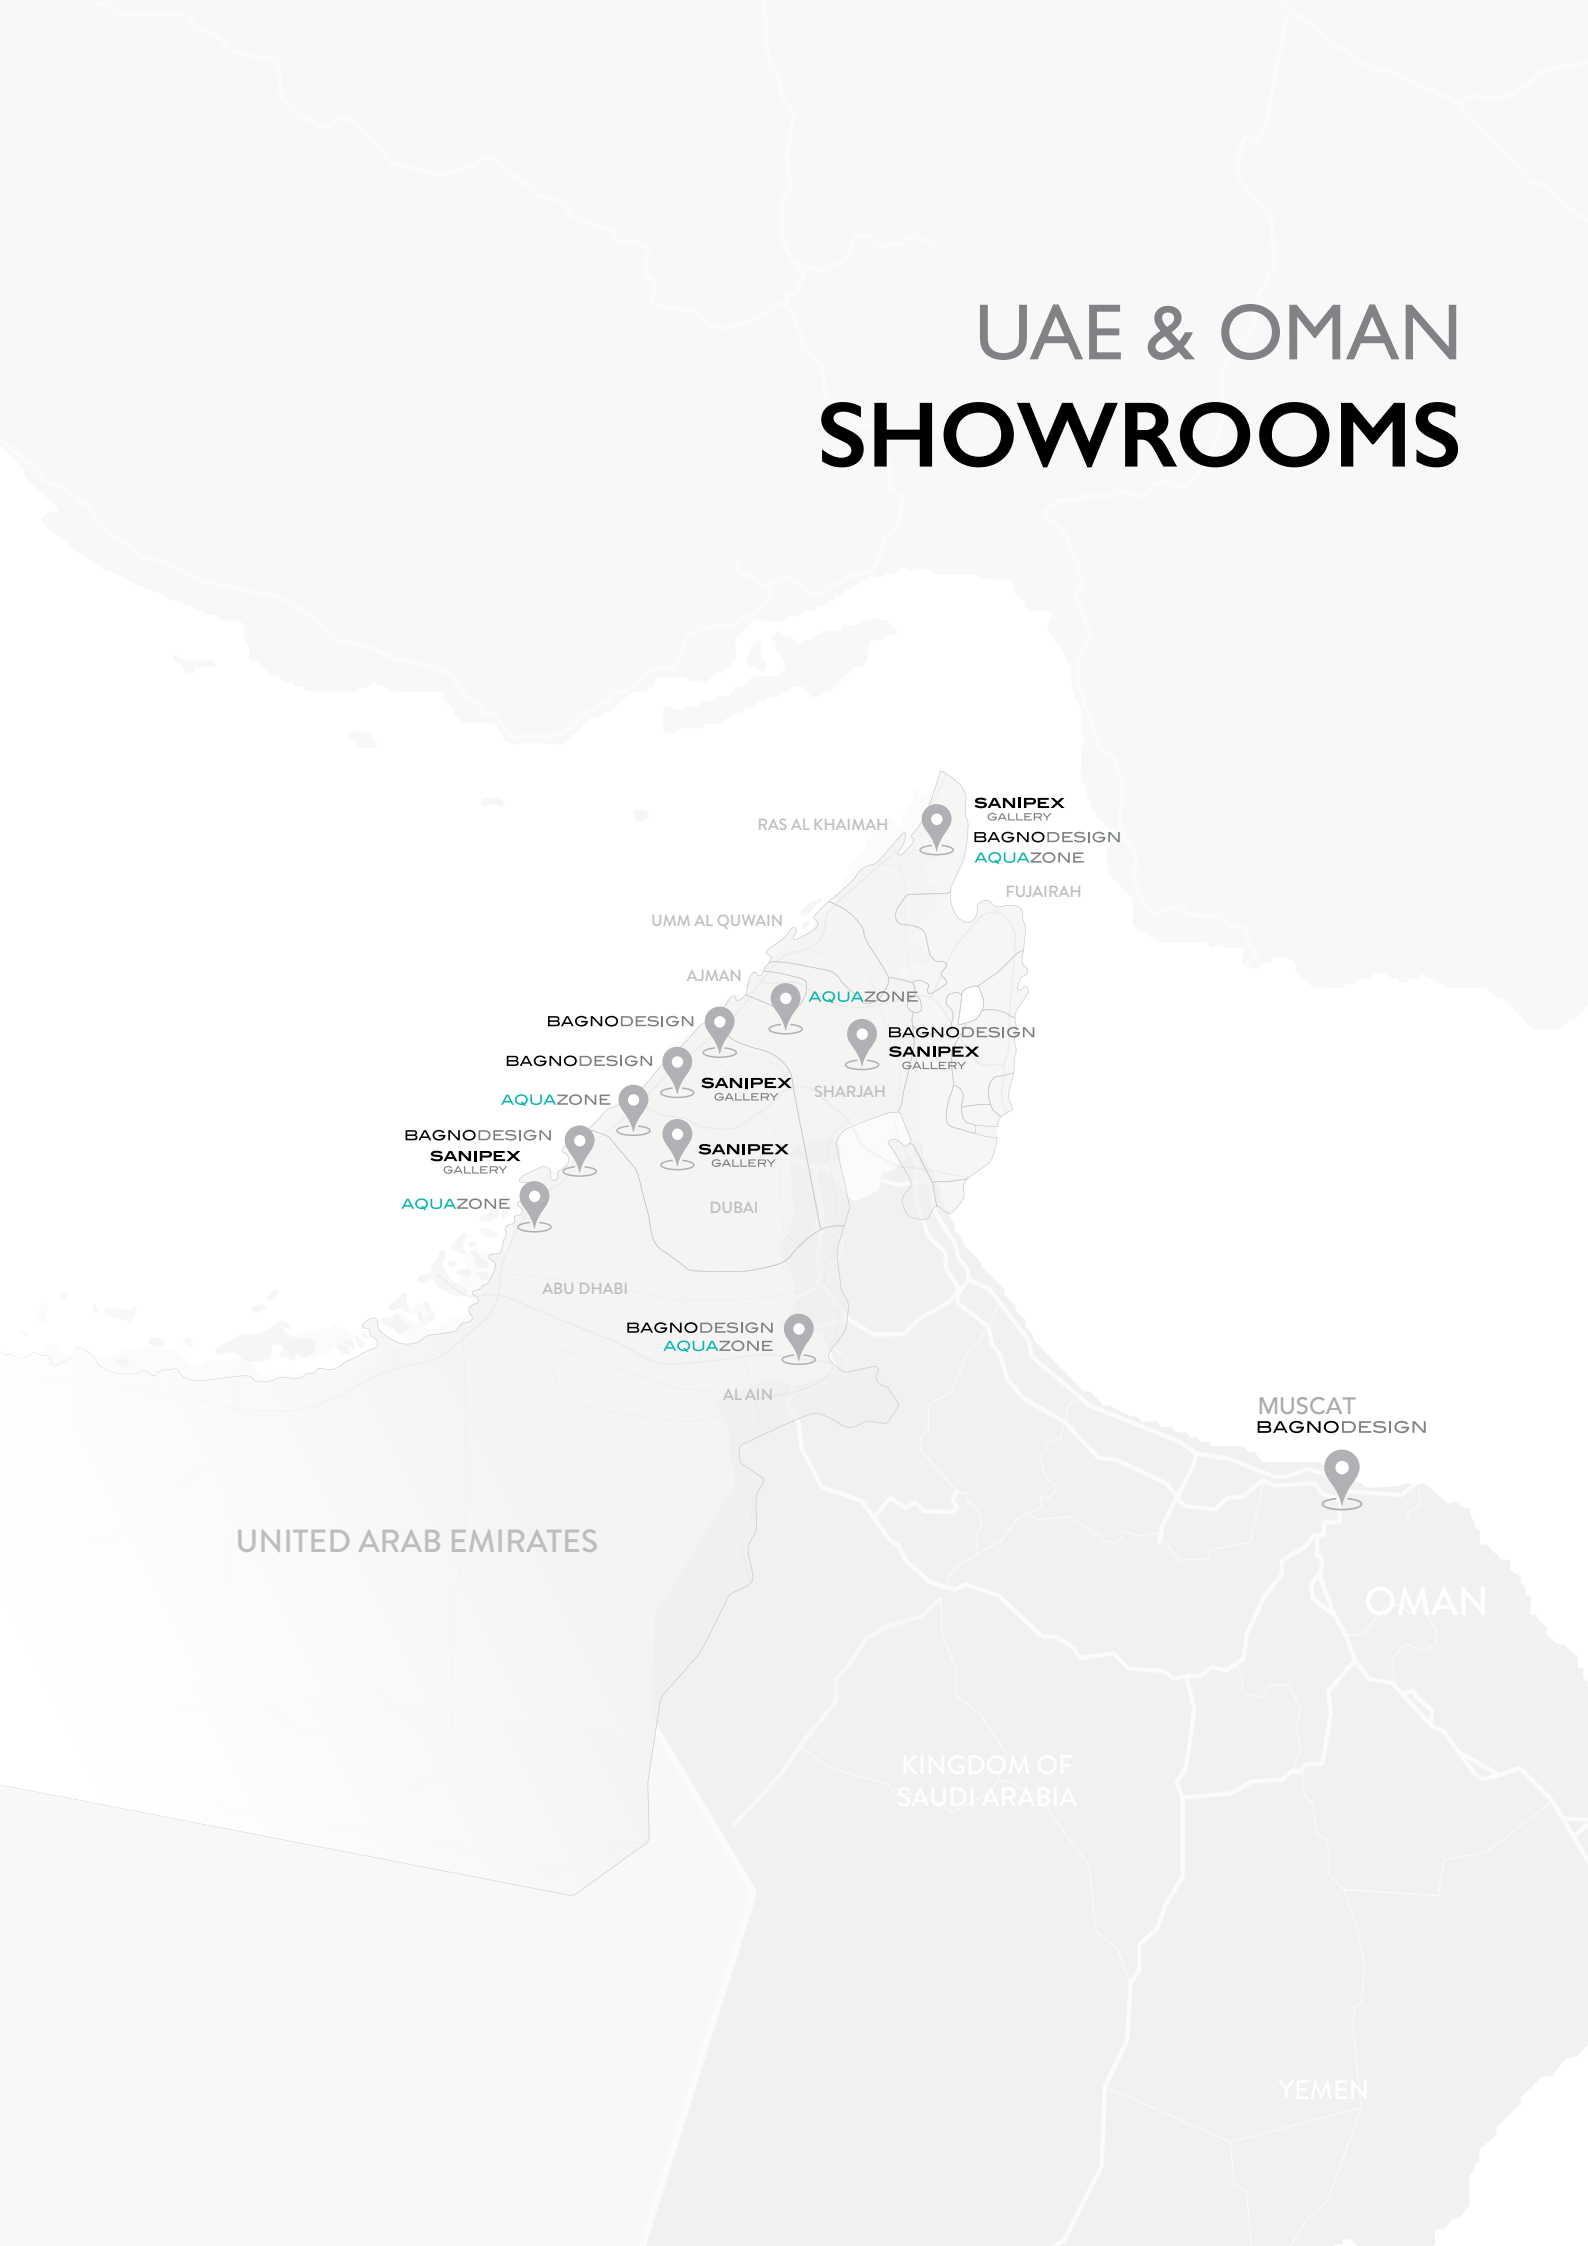 UAE & OMAN
SHOWROOMS
SANIPEX
GALLERY
RAS AL KHAIMAH
BAGNODESIGN
AQUAZONE
FUJAIRAH
UMM AL QUWAIN
AJMAN
AQUAZONE
BAGNODESIGN
BAGNODESIGN
SANIPEX
GALLERY
BAGNODESIGN
SANIPEX
GALLERY
SHARJAH
AQUAZONE
BAGNODESIGN
SANIPEX
GALLERY
SANIPEX
GALLERY
AQUAZONE
DUBAI
ABU DHABI
BAGNODESIGN
AQUAZONE
AL AIN
MUSCAT
BAGNODESIGN
UNITED ARAB EMIRATES
OMAN
KINGDOM OF
SAUDI ARABIA
YEMEN